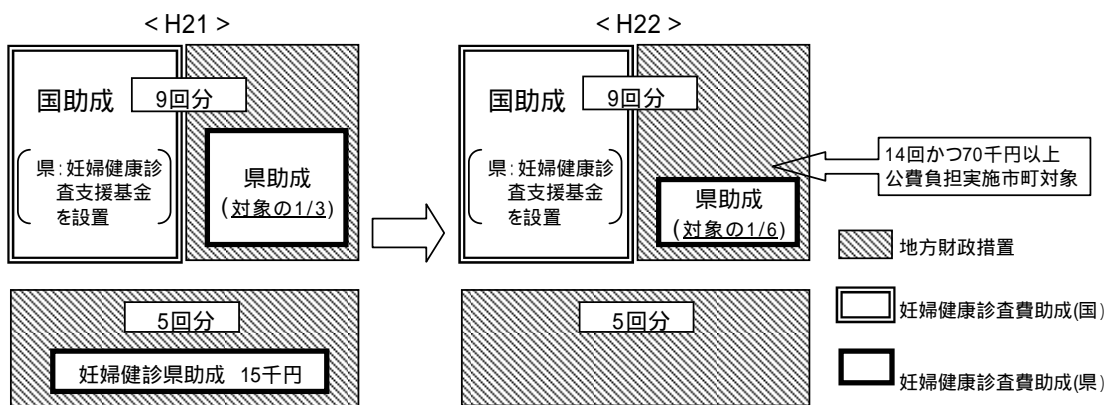 ＜H21＞
国助成
9回分
県：妊婦健康診
査支援基金
を設置
県助成
(対象の1/3)
5回分
妊婦健診県助成 15千円
＜H22＞
国助成
9回分
県：妊婦健康診
査支援基金
を設置
県助成
(対象の1/6)
5回分
14回かつ70千円以上
公費負担実施市町対象
地方財政措置
妊婦健康診査費助成(国)
妊婦健康診査費助成(県)